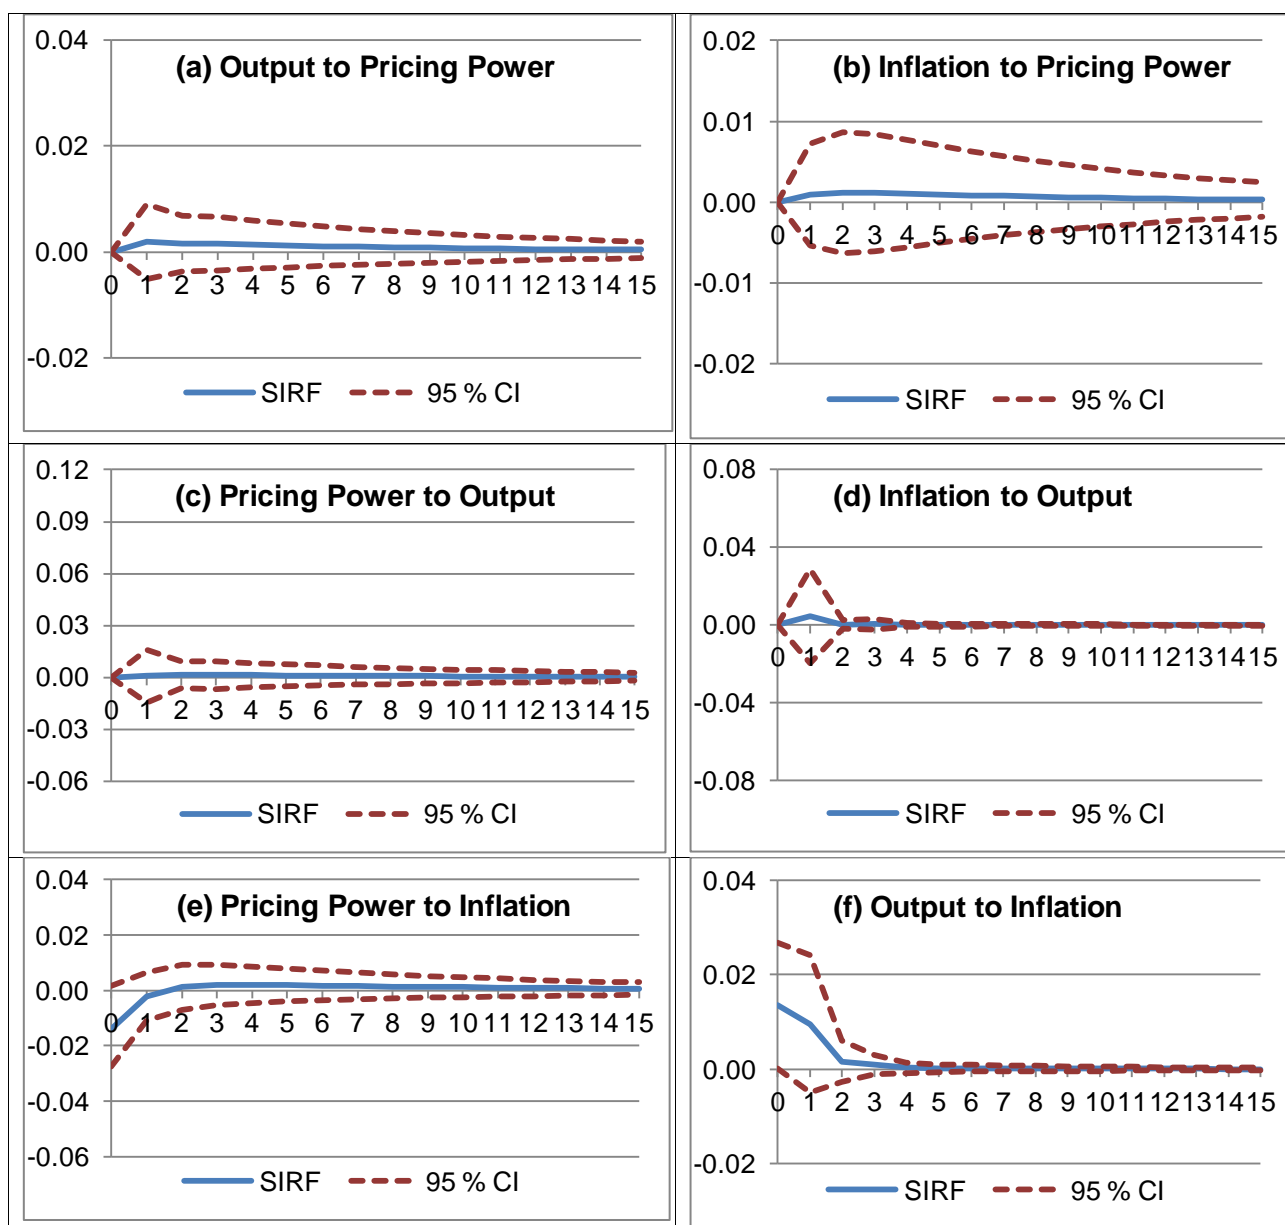 (a) Output to Pricing Power
0.04
0.02
0.00
-0.02
0 1 2 3 4 5 6 7 8 9 10 11 12 13 14 15
SIRF 95 % CI
(b) Inflation to Pricing Power
0.02
0.01
0.00
-0.01
-0.02
0 1 2 3 4 5 6 7 8 9 10 11 12 13 14 15
SIRF 95 % CI
(c) Pricing Power to Output
0.12
0.09
0.06
0.03
0.00
-0.03
-0.06
0 1 2 3 4 5 6 7 8 9 10 11 12 13 14 15
SIRF 95 % CI
(d) Inflation to Output
0.08
0.04
0.00
-0.04
-0.08
0 1 2 3 4 5 6 7 8 9 10 11 12 13 14 15
SIRF 95 % CI
(e) Pricing Power to Inflation
0.04
0.02
0.00
-0.02
-0.04
-0.06
0 1 2 3 4 5 6 7 8 9 10 11 12 13 14 15
SIRF 95 % CI
(f) Output to Inflation
0.04
0.02
0.00
-0.02
0 1 2 3 4 5 6 7 8 9 10 11 12 13 14 15
SIRF 95 % CI